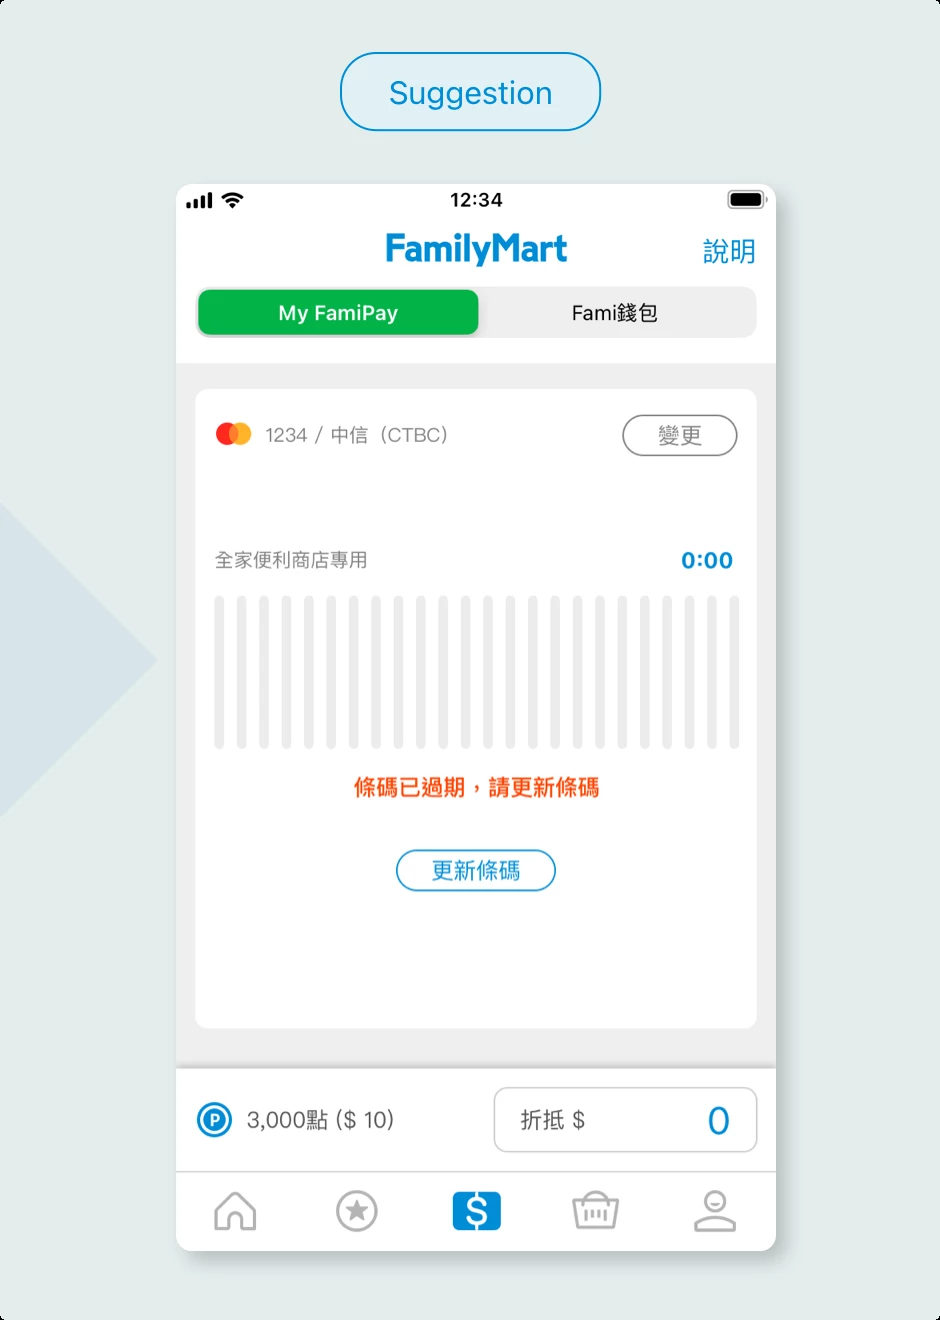 Suggestion
12:34
FamilyMart
說明
My FamiPay
Fami錢包
1234 / 中信（CTBC）
變更
全家便利商店專用
0:00
條碼已過期，請更新條碼
更新條碼
P
3,000點 ($ 10)
折抵 $
0
$